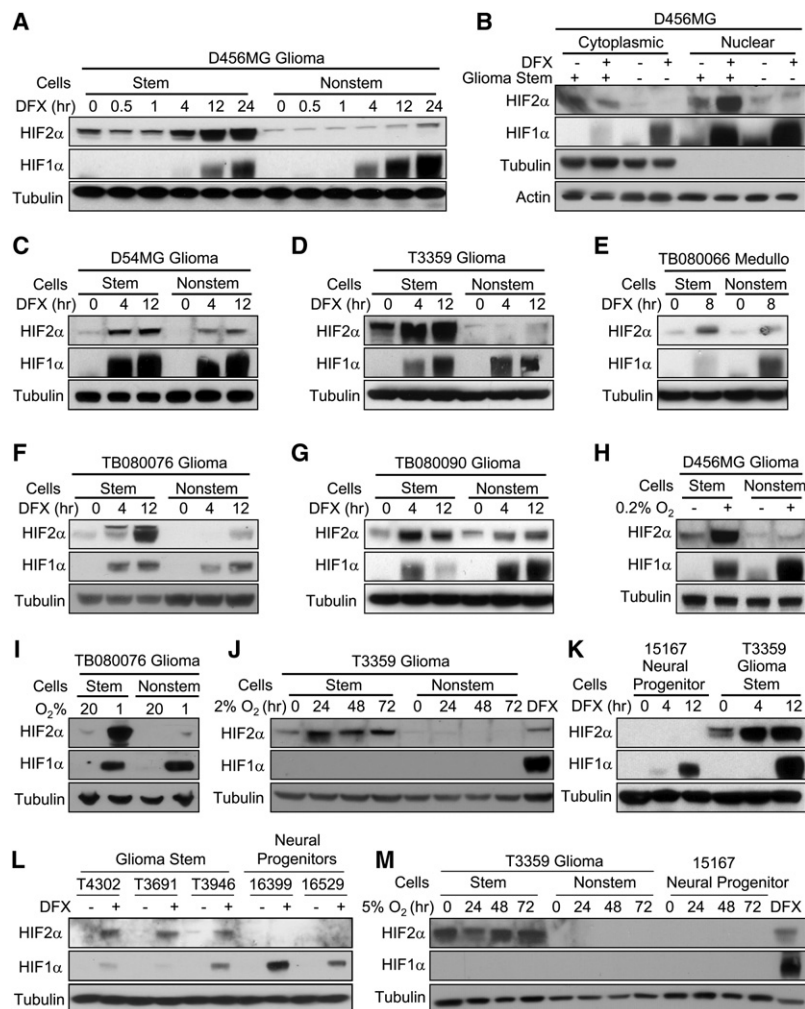 A
D456MG Glioma
Cells Stem Nonstem
DFX (hr) 0 0.5 1 4 12 24 0 0.5 1 4 12 24
HIF2α
HIF1α
Tubulin
B
D456MG
Cytoplasmic Nuclear
DFX - + - + - + - +
Glioma Stem + + - - + + - -
HIF2α
HIF1α
Tubulin
Actin
C
D54MG Glioma
Cells Stem Nonstem
DFX (hr) 0 4 12 0 4 12
HIF2α
HIF1α
Tubulin
D
T3359 Glioma
Cells Stem Nonstem
DFX (hr) 0 4 12 0 4 12
HIF2α
HIF1α
Tubulin
E
TB080066 Medullo
Cells Stem Nonstem
DFX (hr) 0 8 0 8
HIF2α
HIF1α
Tubulin
F
TB080076 Glioma
Cells Stem Nonstem
DFX (hr) 0 4 12 0 4 12
HIF2α
HIF1α
Tubulin
G
TB080090 Glioma
Cells Stem Nonstem
DFX (hr) 0 4 12 0 4 12
HIF2α
HIF1α
Tubulin
H
D456MG Glioma
Cells Stem Nonstem
0.2% O₂ - + - +
HIF2α
HIF1α
Tubulin
I
TB080076 Glioma
Cells Stem Nonstem
O₂% 20 1 20 1
HIF2α
HIF1α
Tubulin
J
T3359 Glioma
Cells Stem Nonstem
2% O₂ (hr) 0 24 48 72 0 24 48 72 DFX
HIF2α
HIF1α
Tubulin
K
15167 Neural Progenitor
T3359 Glioma Stem
Cells
DFX (hr) 0 4 12 0 4 12
HIF2α
HIF1α
Tubulin
L
Glioma Stem Neural Progenitors
T4302 T3691 T3946 16399 16529
DFX - + - + - + - + - +
HIF2α
HIF1α
Tubulin
M
T3359 Glioma 15167
Cells Stem Nonstem Neural Progenitor
5% O₂ (hr) 0 24 48 72 0 24 48 72 0 24 48 72 DFX
HIF2α
HIF1α
Tubulin